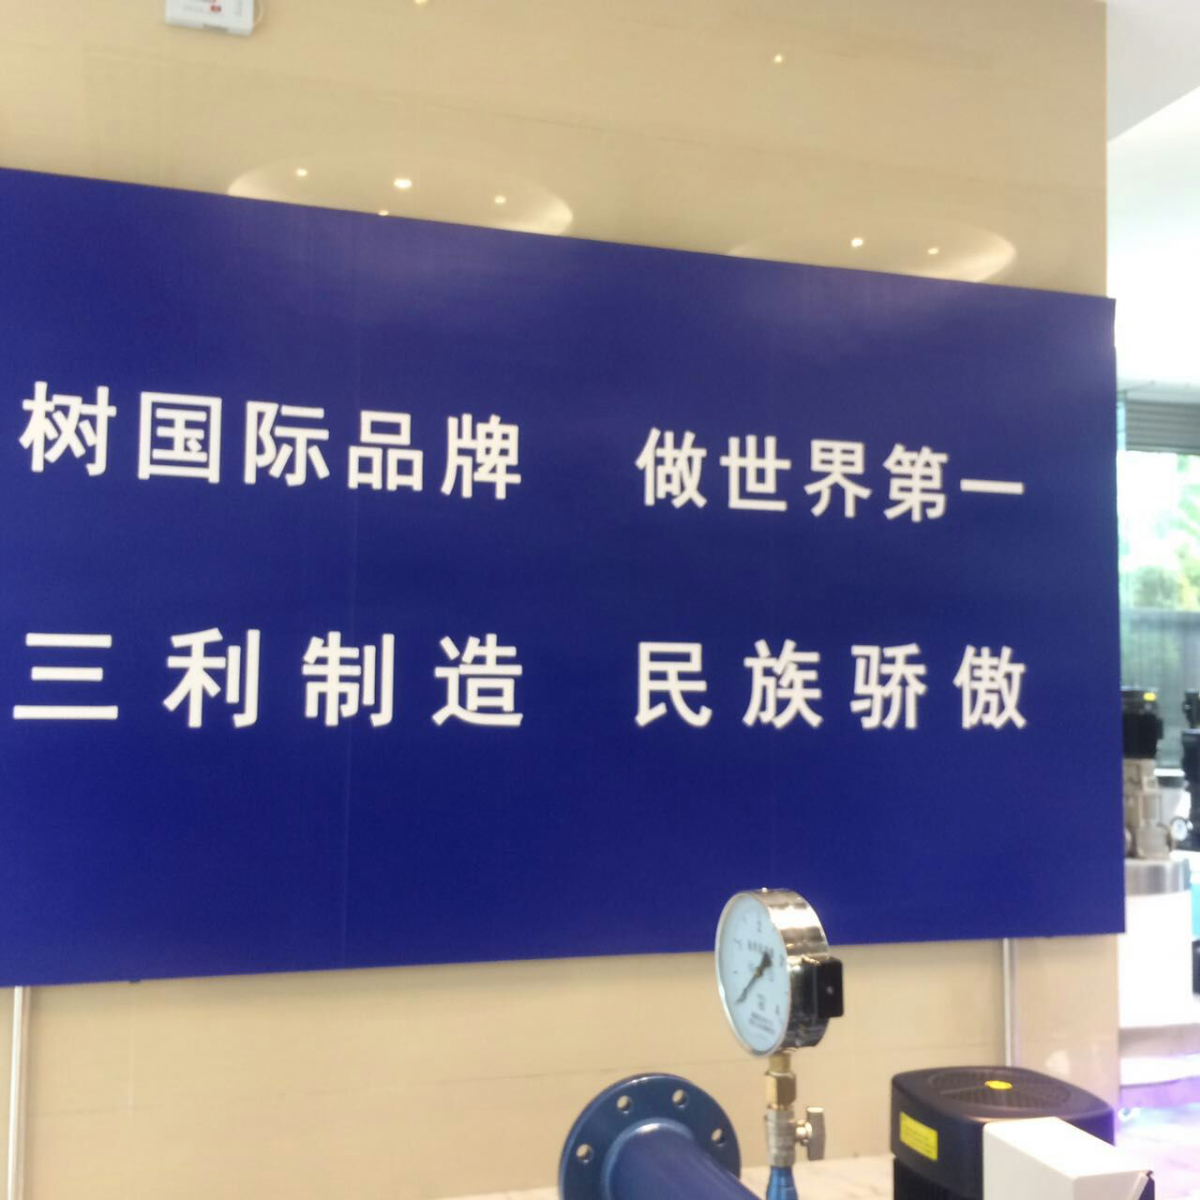 树国际品牌 做世界第一
三利制造 民族骄傲